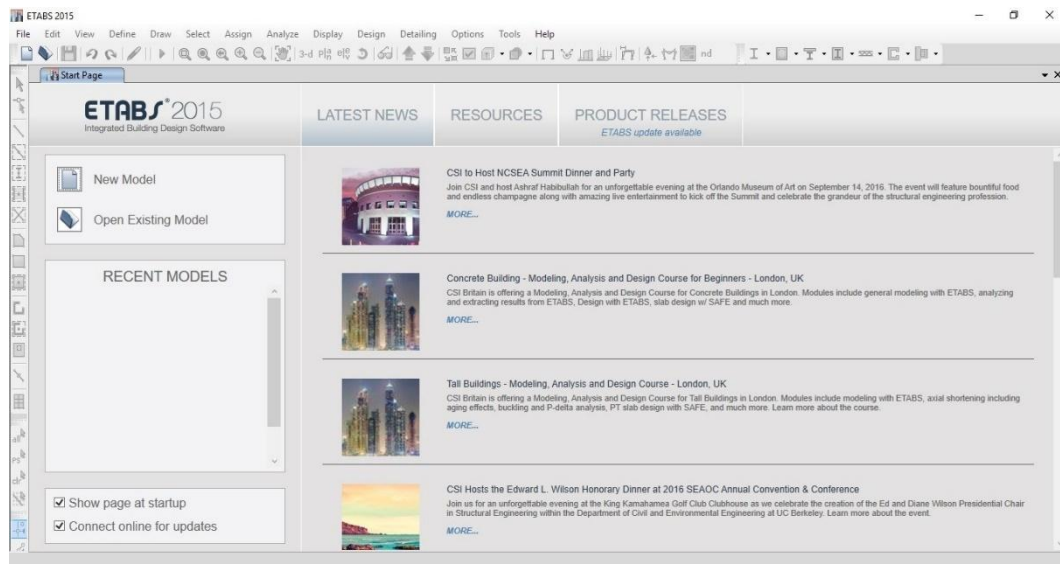 ETABS 2015
File Edit View Define Draw Select Assign Analyze Display Design Detailing Options Tools Help
3-d nd
Start Page
ETABS® 2015
Integrated Building Design Software
LATEST NEWS RESOURCES PRODUCT RELEASES
ETABS update available
New Model
Open Existing Model
RECENT MODELS
Show page at startup
Connect online for updates
CSI to Host NCSEA Summit Dinner and Party
Join CSI and host Ashraf Habibullah for an unforgettable evening at the Orlando Museum of Art on September 14, 2016. The event will feature bountiful food
and endless champagne along with amazing live entertainment to kick off the Summit and celebrate the grandeur of the structural engineering profession.
MORE...
Concrete Building - Modeling, Analysis and Design Course for Beginners - London, UK
CSI Britain is offering a Modeling, Analysis and Design Course for Concrete Buildings in London. Modules include general modeling with ETABS, analyzing
and extracting results from ETABS, Design with ETABS, slab design w/ SAFE and much more.
MORE...
Tall Buildings - Modeling, Analysis and Design Course - London, UK
CSI Britain is offering a Modeling, Analysis and Design Course for Tall Buildings in London. Modules include modeling with ETABS, axial shortening including
aging effects, buckling and P-delta analysis, PT slab design with SAFE, and much more. Learn more about the course.
MORE...
CSI Hosts the Edward L. Wilson Honorary Dinner at 2016 SEAOC Annual Convention & Conference
Join us for an unforgettable evening at the King Kamahamea Golf Club Clubhouse as we celebrate the creation of the Ed and Diane Wilson Presidential Chair
in Structural Engineering within the Department of Civil and Environmental Engineering at UC Berkeley. Learn more about the event.
MORE...